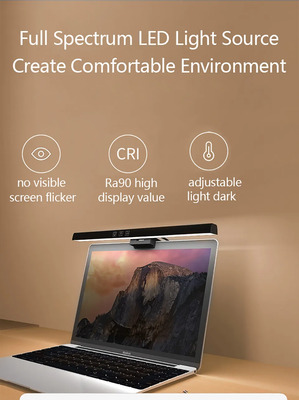 Full Spectrum LED Light Source
Create Comfortable Environment
CRI
no visible
screen flicker
Ra90 high
display value
adjustable
light dark